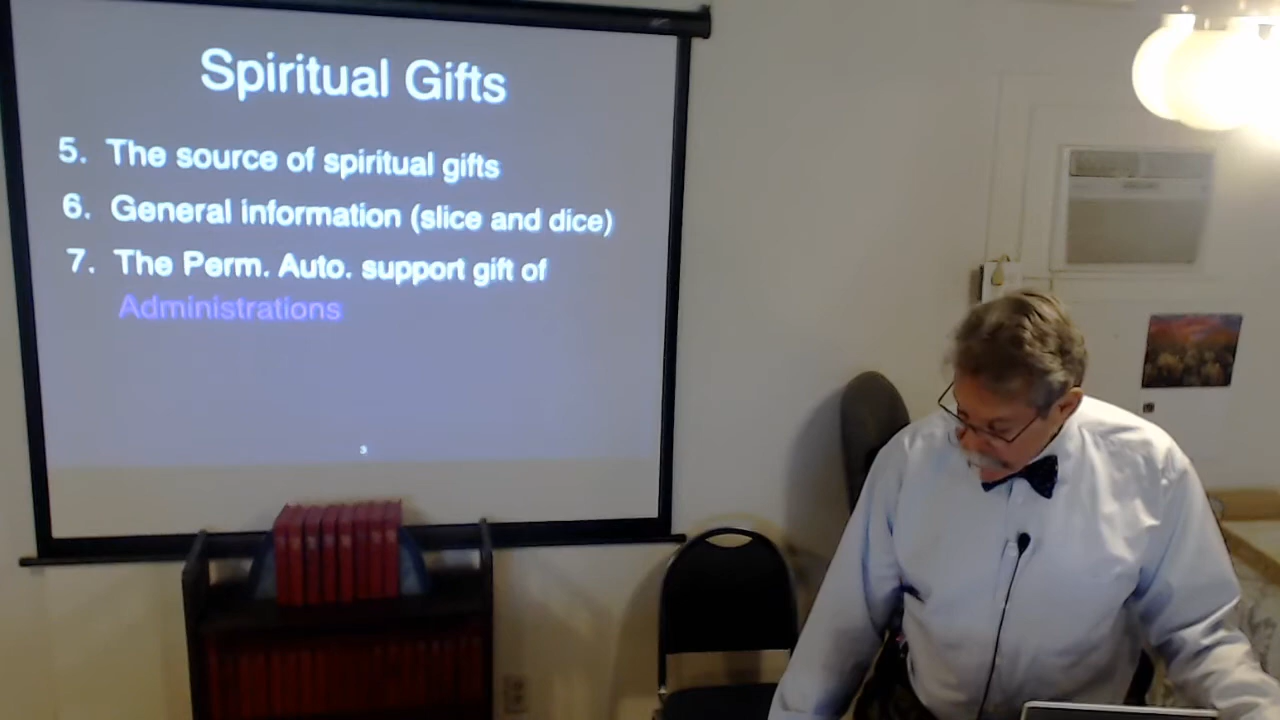 Spiritual Gifts
5. The source of spiritual gifts
6. General information (slice and dice)
7. The Perm. Auto. support gift of
Administrations
3